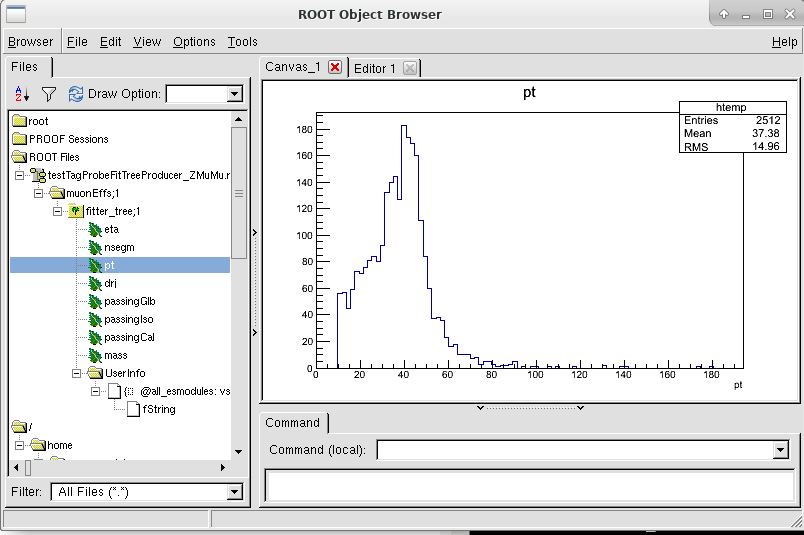 ROOT Object Browser
Browser File Edit View Options Tools Help
Files
Draw Option:
root
PROOF Sessions
ROOT Files
testTagProbeFitTreeProducer_ZMuMu.r
muonEffs;1
fitter_tree;1
eta
nsegm
pt
drj
passingGlb
passingIso
passingCal
mass
UserInfo
@all_esmodules: vs
fString
/
home
Filter: All Files (*.*)
Canvas_1 Editor 1
pt
htemp
Entries 2512
Mean 37.38
RMS 14.96
180
160
140
120
100
80
60
40
20
0
0 20 40 60 80 100 120 140 160 180
pt
Command
Command (local):